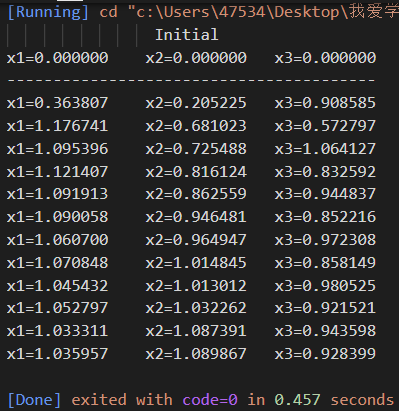 [Running] cd "c:\Users\47534\Desktop\我爱学
Initial
x1=0.000000 x2=0.000000 x3=0.000000
----------------------------------------
x1=0.363807 x2=0.205225 x3=0.908585
x1=1.176741 x2=0.681023 x3=0.572797
x1=1.095396 x2=0.725488 x3=1.064127
x1=1.121407 x2=0.816124 x3=0.832592
x1=1.091913 x2=0.862559 x3=0.944837
x1=1.090058 x2=0.946481 x3=0.852216
x1=1.060700 x2=0.964947 x3=0.972308
x1=1.070848 x2=1.014845 x3=0.858149
x1=1.045432 x2=1.013012 x3=0.980525
x1=1.052797 x2=1.032262 x3=0.921521
x1=1.033311 x2=1.087391 x3=0.943598
x1=1.035957 x2=1.089867 x3=0.928399
[Done] exited with code=0 in 0.457 seconds